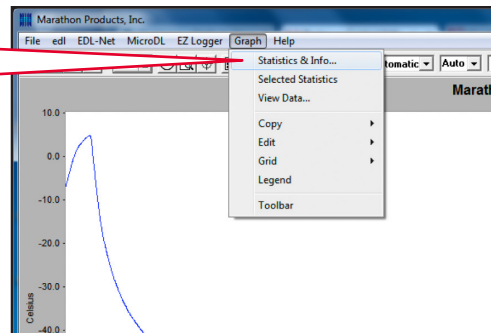 Marathon Products, Inc.
File edl EDL-Net MicroDL EZ Logger Graph Help
Statistics & Info...
tomatic Auto
Selected Statistics
View Data...
Marath
Copy
Edit
Grid
Legend
Toolbar
10.0
0.0
-10.0
-20.0
-30.0
-40.0
Celsius